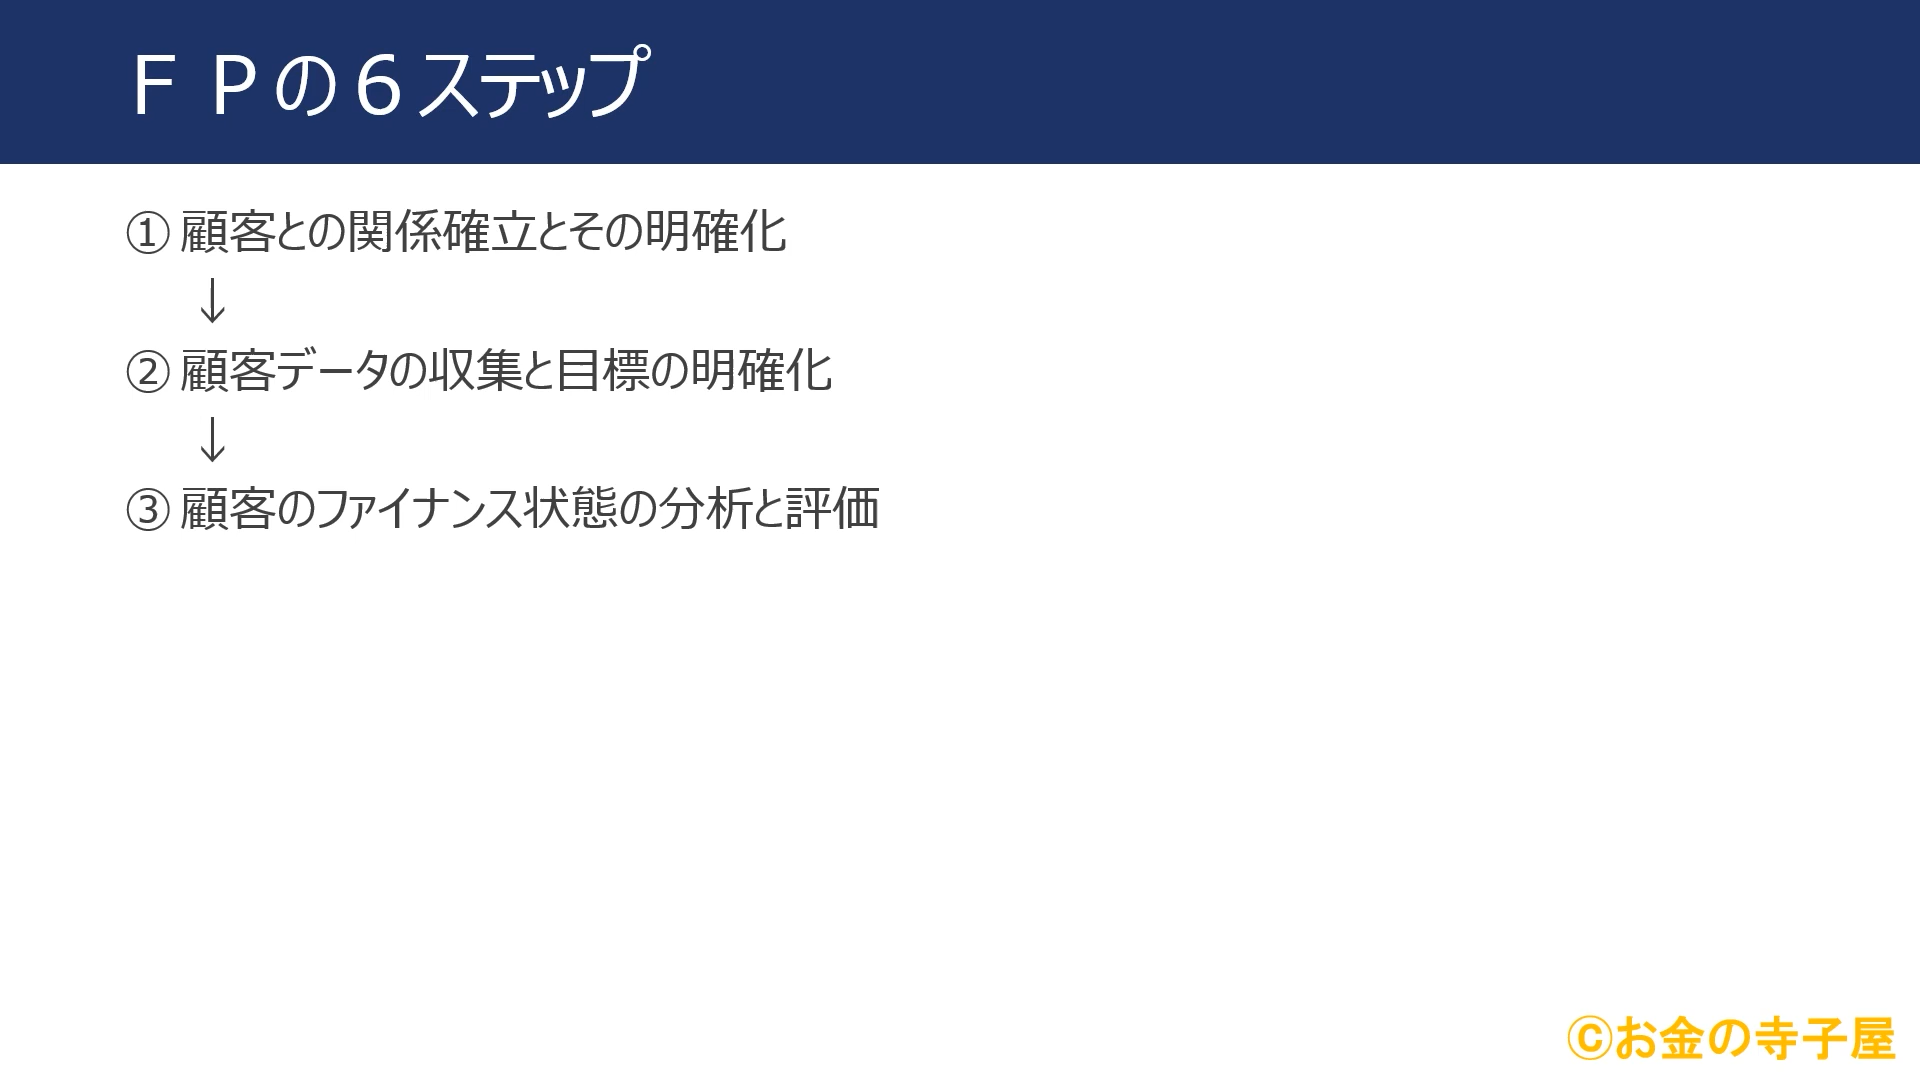 ＦＰの６ステップ
① 顧客との関係確立とその明確化
↓
② 顧客データの収集と目標の明確化
↓
③ 顧客のファイナンス状態の分析と評価
©お金の寺子屋